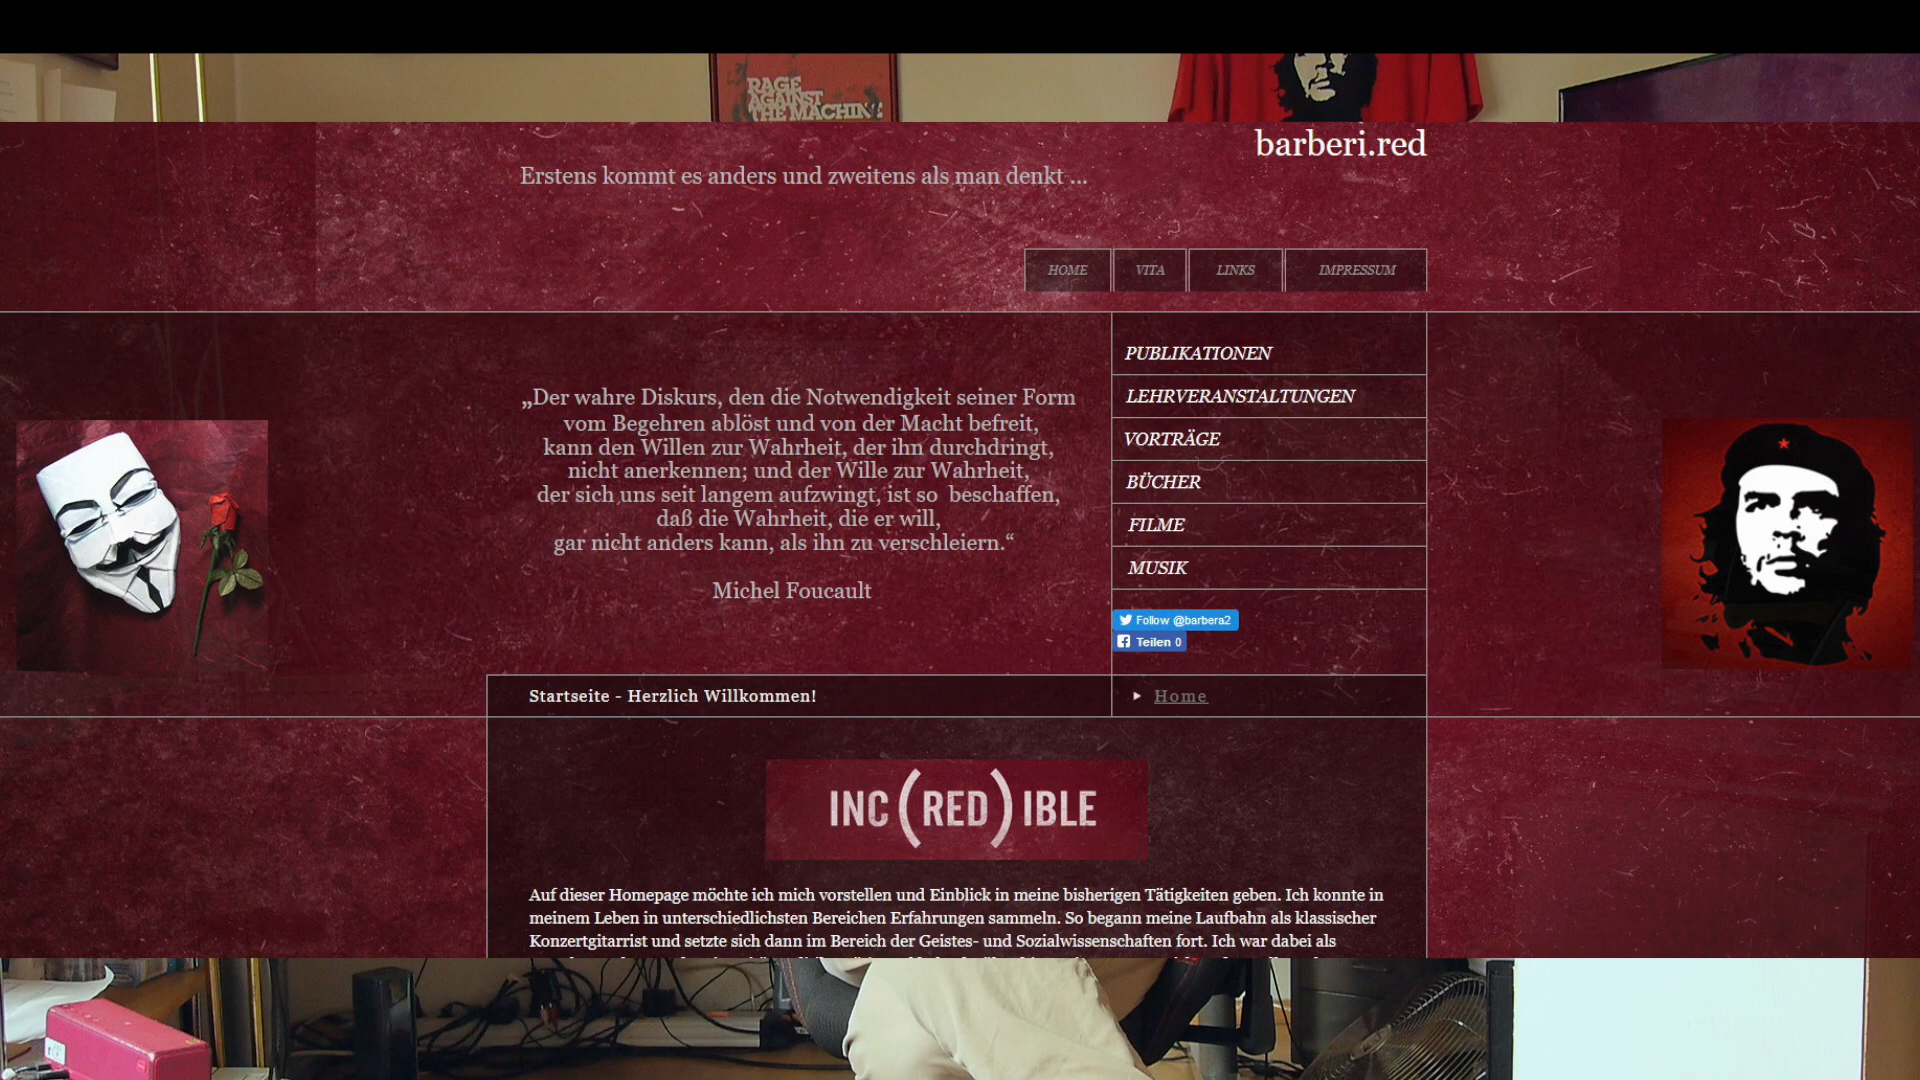 RAGE
AGAINST
THE MACHINE
barberi.red
Erstens kommt es anders und zweitens als man denkt ...
HOME
VITA
LINKS
IMPRESSUM
„Der wahre Diskurs, den die Notwendigkeit seiner Form
vom Begehren ablöst und von der Macht befreit,
kann den Willen zur Wahrheit, der ihn durchdringt,
nicht anerkennen; und der Wille zur Wahrheit,
der sich uns seit langem aufzwingt, ist so beschaffen,
daß die Wahrheit, die er will,
gar nicht anders kann, als ihn zu verschleiern.“
Michel Foucault
PUBLIKATIONEN
LEHRVERANSTALTUNGEN
VORTRÄGE
BÜCHER
FILME
MUSIK
Follow @barbera2
Teilen 0
Startseite - Herzlich Willkommen!
Home
INC(RED)IBLE
Auf dieser Homepage möchte ich mich vorstellen und Einblick in meine bisherigen Tätigkeiten geben. Ich konnte in
meinem Leben in unterschiedlichsten Bereichen Erfahrungen sammeln. So begann meine Laufbahn als klassischer
Konzertgitarrist und setzte sich dann im Bereich der Geistes- und Sozialwissenschaften fort. Ich war dabei als